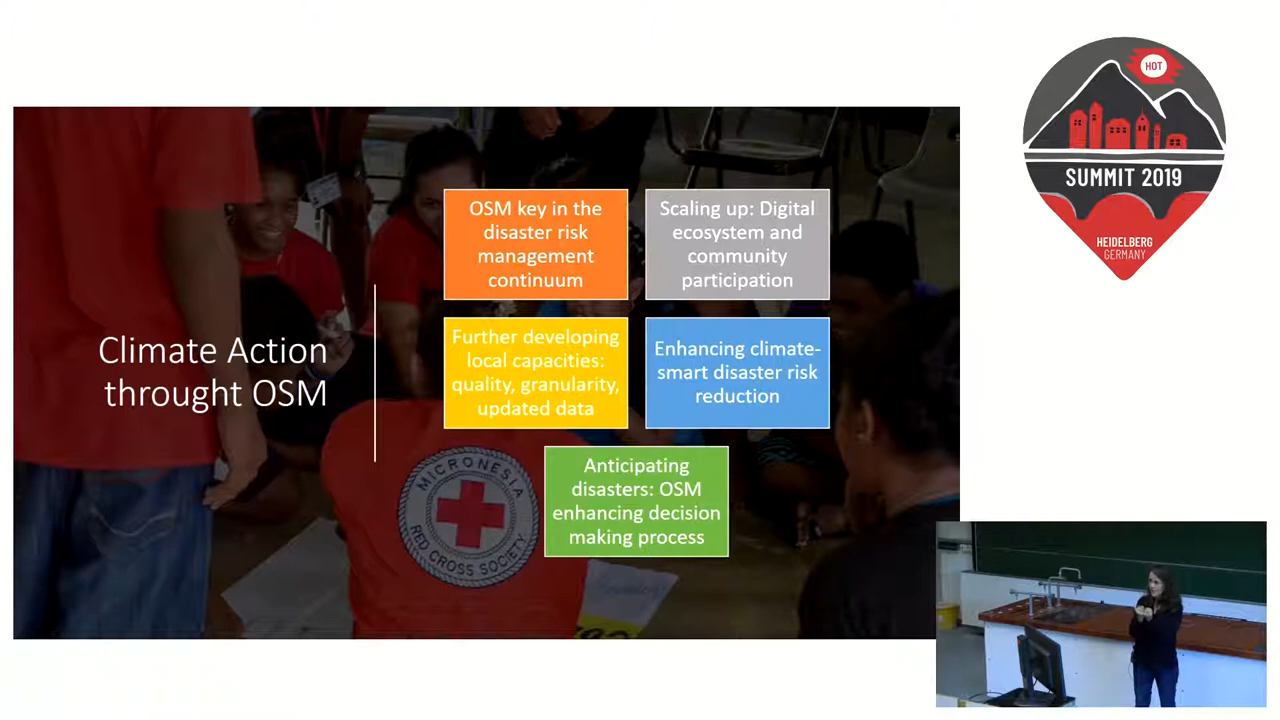 Climate Action
throught OSM
OSM key in the
disaster risk
management
continuum
Scaling up: Digital
ecosystem and
community
participation
Further developing
local capacities:
quality, granularity,
updated data
Enhancing climate-
smart disaster risk
reduction
Anticipating
disasters: OSM
enhancing decision
making process
MICRONESIA
RED CROSS SOCIETY
HOT
SUMMIT 2019
HEIDELBERG
GERMANY